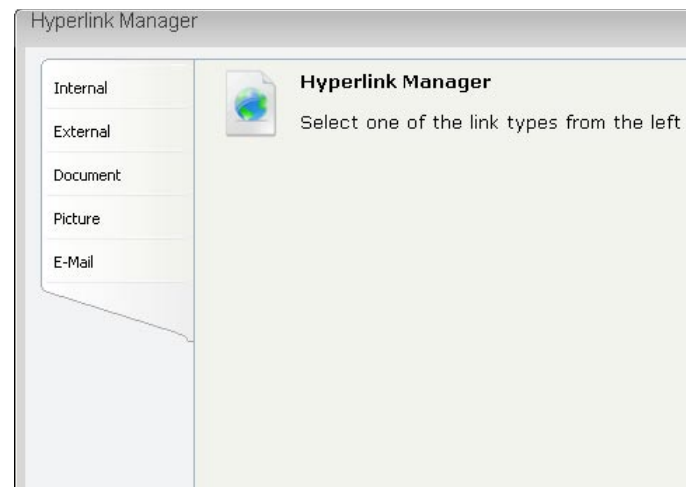 Hyperlink Manager
Internal
External
Document
Picture
E-Mail
Hyperlink Manager
Select one of the link types from the left